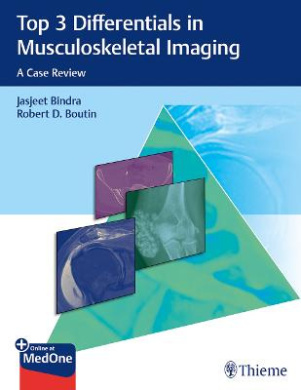 Top 3 Differentials in
Musculoskeletal Imaging
A Case Review
Jasjeet Bindra
Robert D. Boutin
+ Online at
MedOne
Thieme